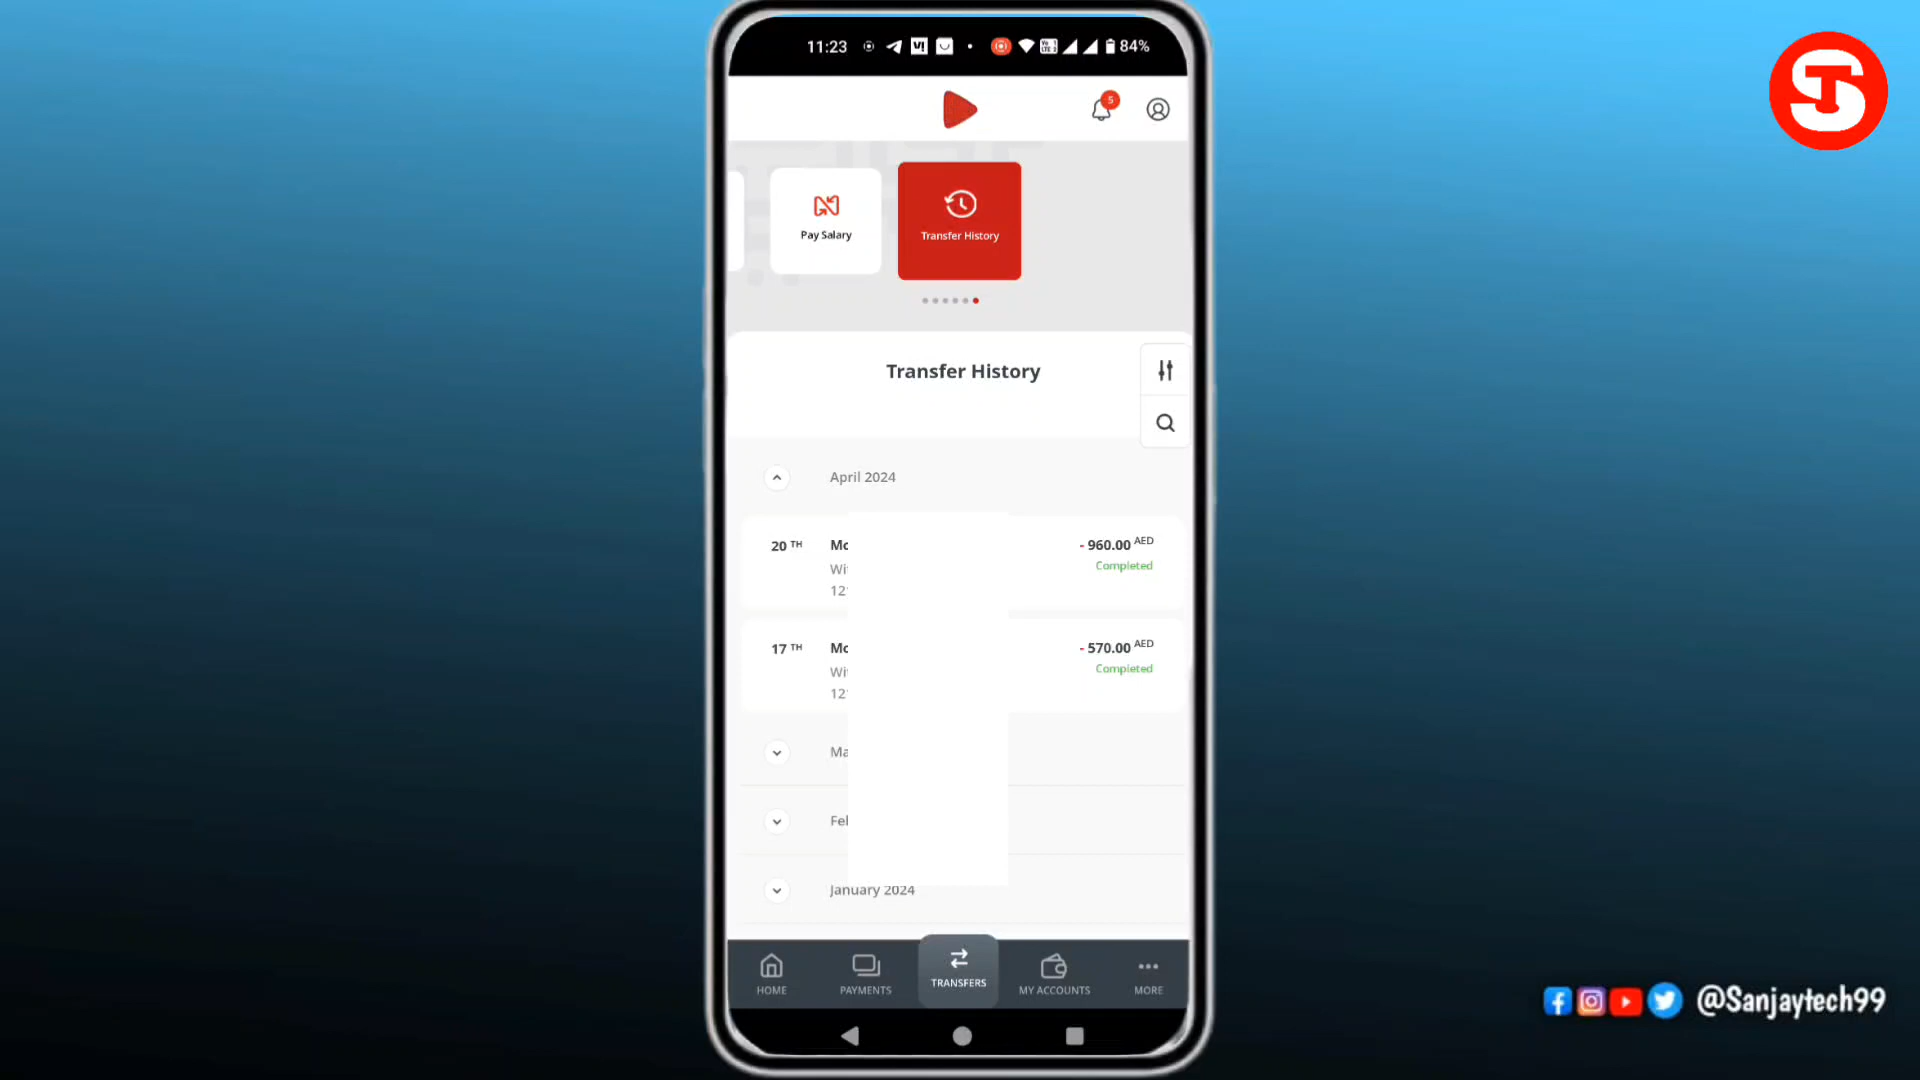 11:23
84%
5
Pay Salary
Transfer History
Transfer History
April 2024
20 TH
- 960.00 AED
Completed
17 TH
- 570.00 AED
Completed
January 2024
HOME
PAYMENTS
TRANSFERS
MY ACCOUNTS
MORE
@Sanjaytech99